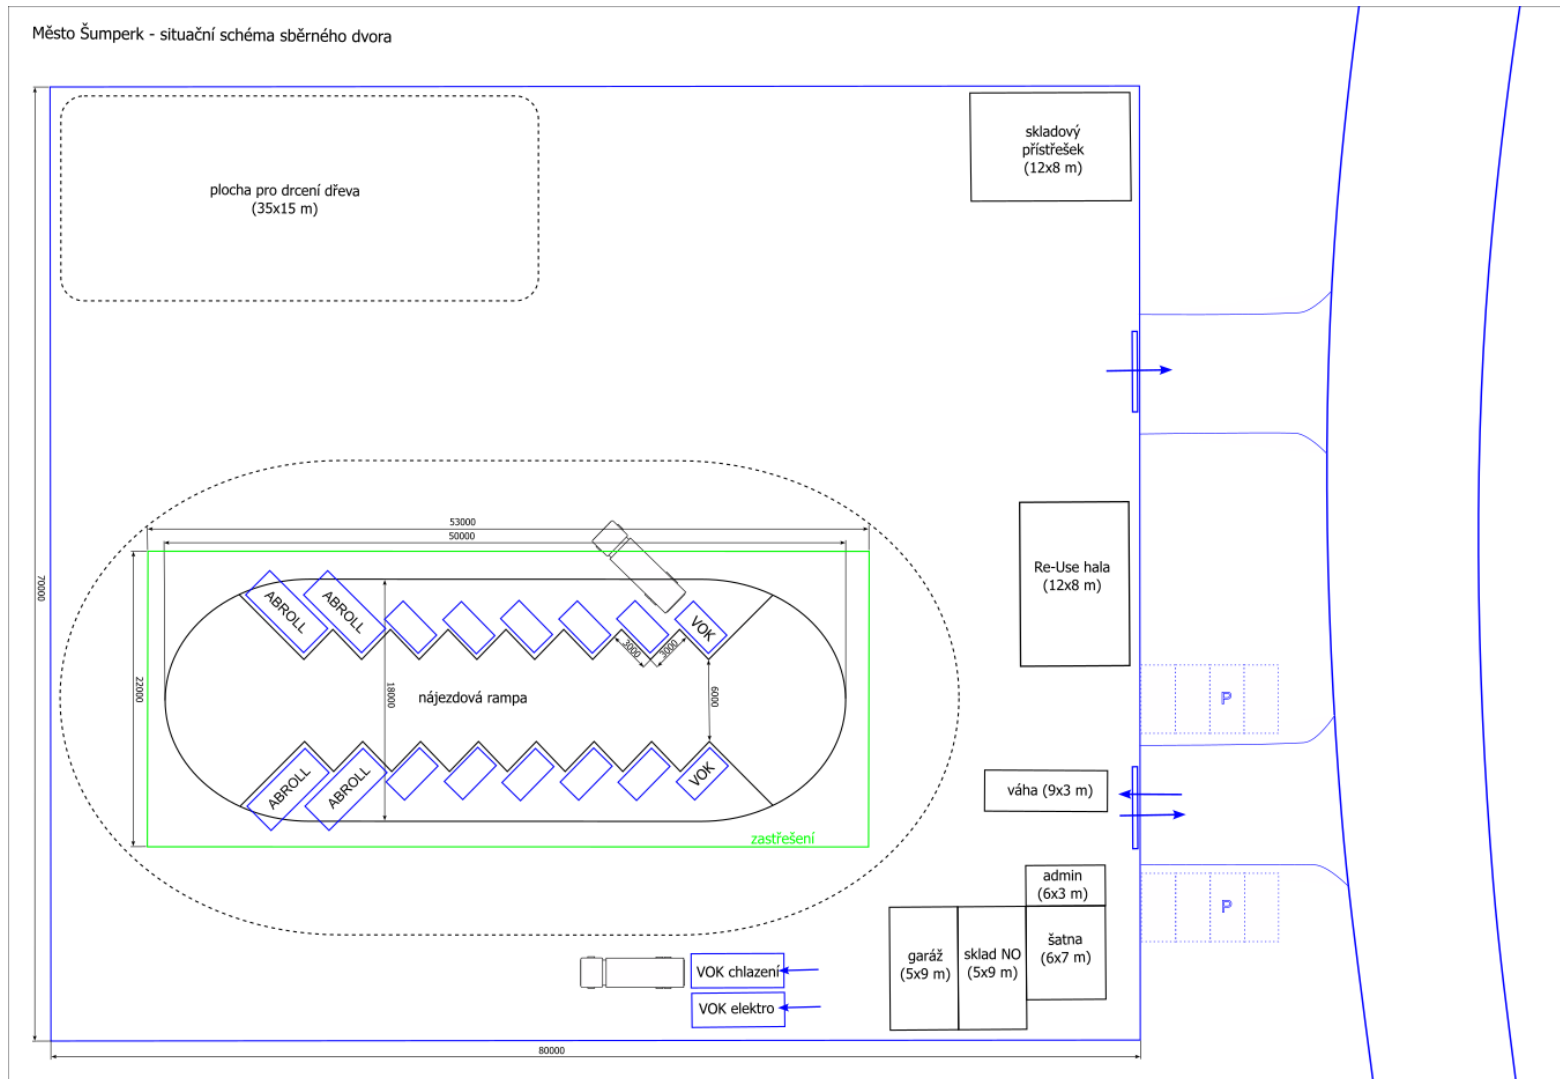 Město Šumperk - situační schéma sběrného dvora
skladový
přístřešek
(12x8 m)
plocha pro drcení dřeva
(35x15 m)
53000
50000
70000
Re-Use hala
(12x8 m)
ABROLL
ABROLL
VOK
3000
3000
22000
18000
nájezdová rampa
6000
P
ABROLL
ABROLL
VOK
váha (9x3 m)
zastřešení
admin
(6x3 m)
P
garáž
(5x9 m)
sklad NO
(5x9 m)
šatna
(6x7 m)
VOK chlazení
VOK elektro
80000